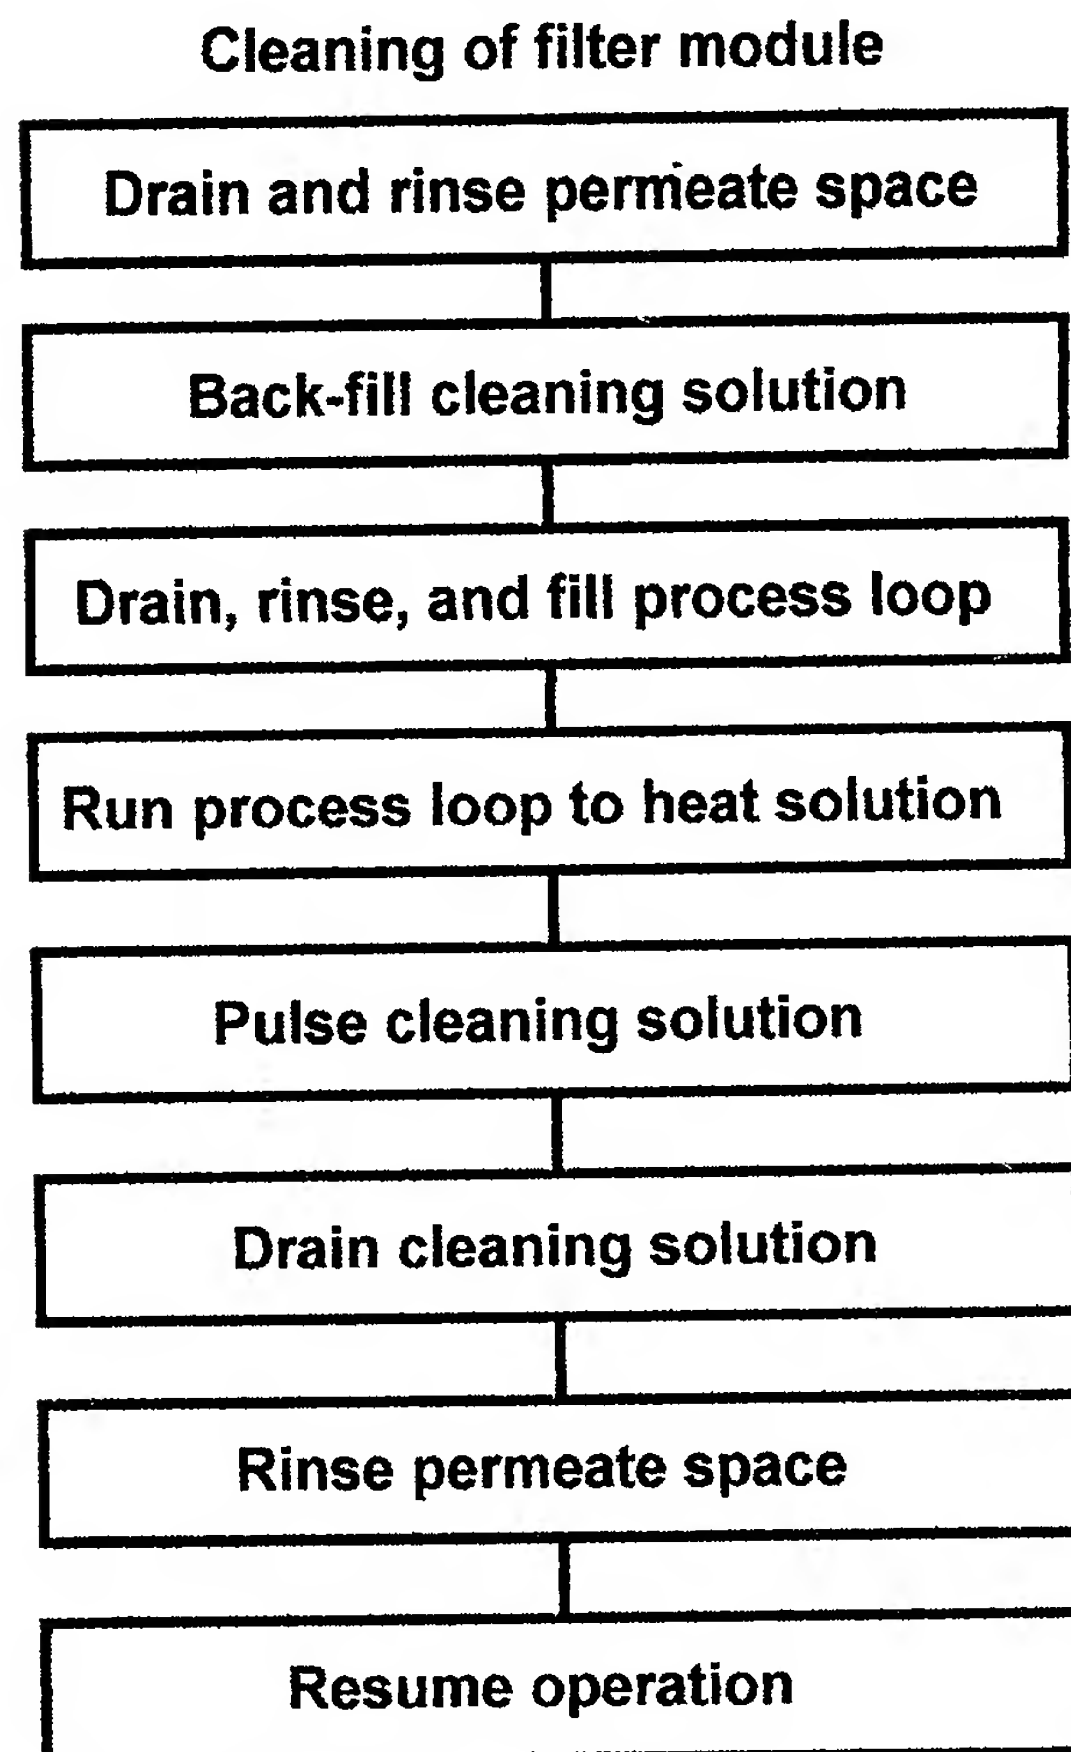 Cleaning of filter module
Drain and rinse permeate space
Back-fill cleaning solution
Drain, rinse, and fill process loop
Run process loop to heat solution
Pulse cleaning solution
Drain cleaning solution
Rinse permeate space
Resume operation